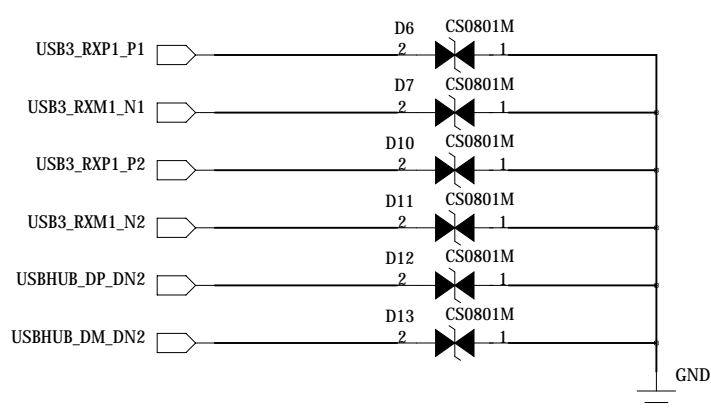 D6 CS0801M
USB3_RXP1_P1 2 1
D7 CS0801M
USB3_RXM1_N1 2 1
D10 CS0801M
USB3_RXP1_P2 2 1
D11 CS0801M
USB3_RXM1_N2 2 1
D12 CS0801M
USBHUB_DP_DN2 2 1
D13 CS0801M
USBHUB_DM_DN2 2 1
GND